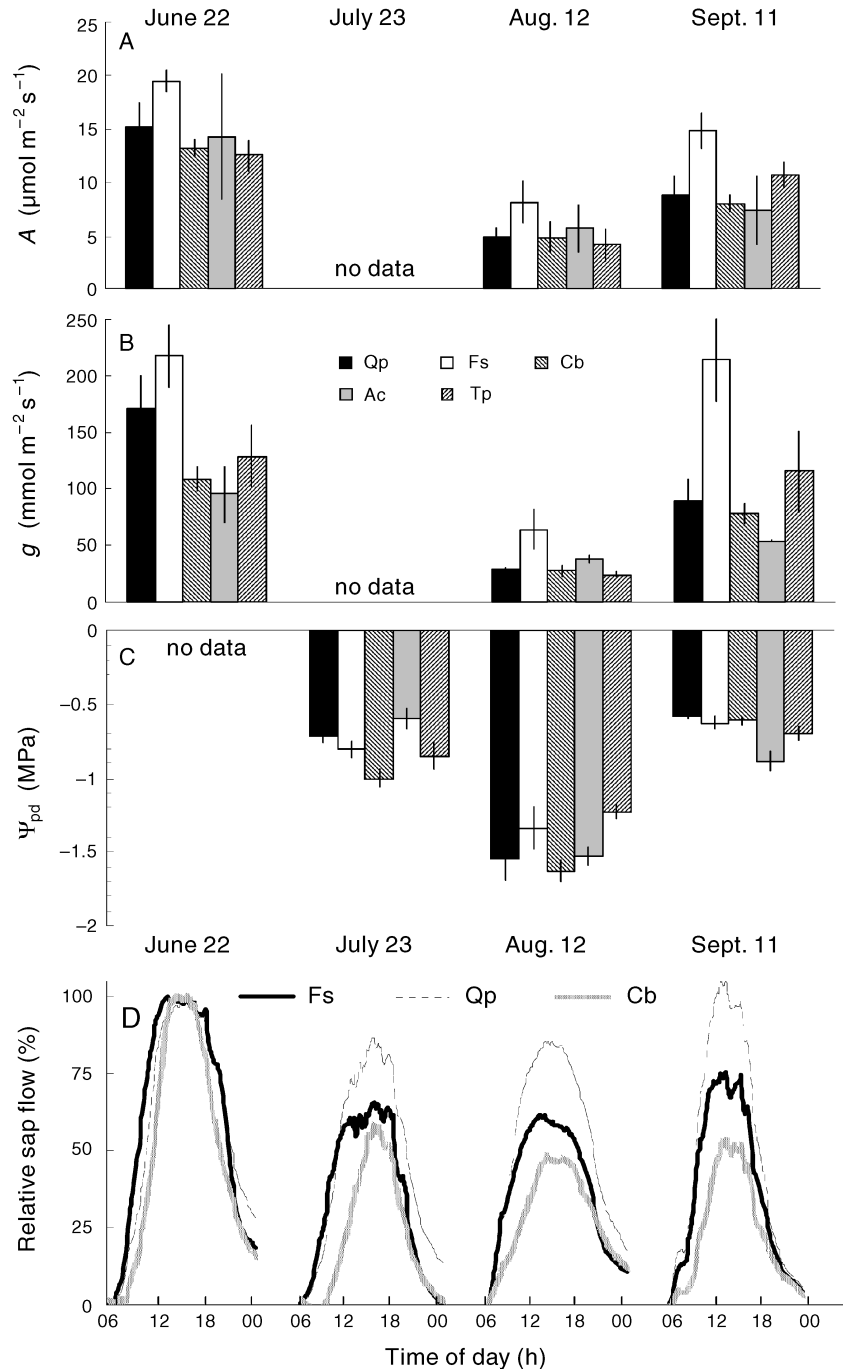 June 22 July 23 Aug. 12 Sept. 11
A
25
20
15
10
5
0
A (μmol m−2 s−1)
no data
B
250
200
150
100
50
0
g (mmol m−2 s−1)
Qp Fs Cb
Ac Tp
no data
C
0
−0.5
−1
−1.5
−2
Ψpd (MPa)
no data
June 22 July 23 Aug. 12 Sept. 11
D
Fs Qp Cb
100
75
50
25
0
Relative sap flow (%)
06 12 18 00 06 12 18 00 06 12 18 00 06 12 18 00
Time of day (h)